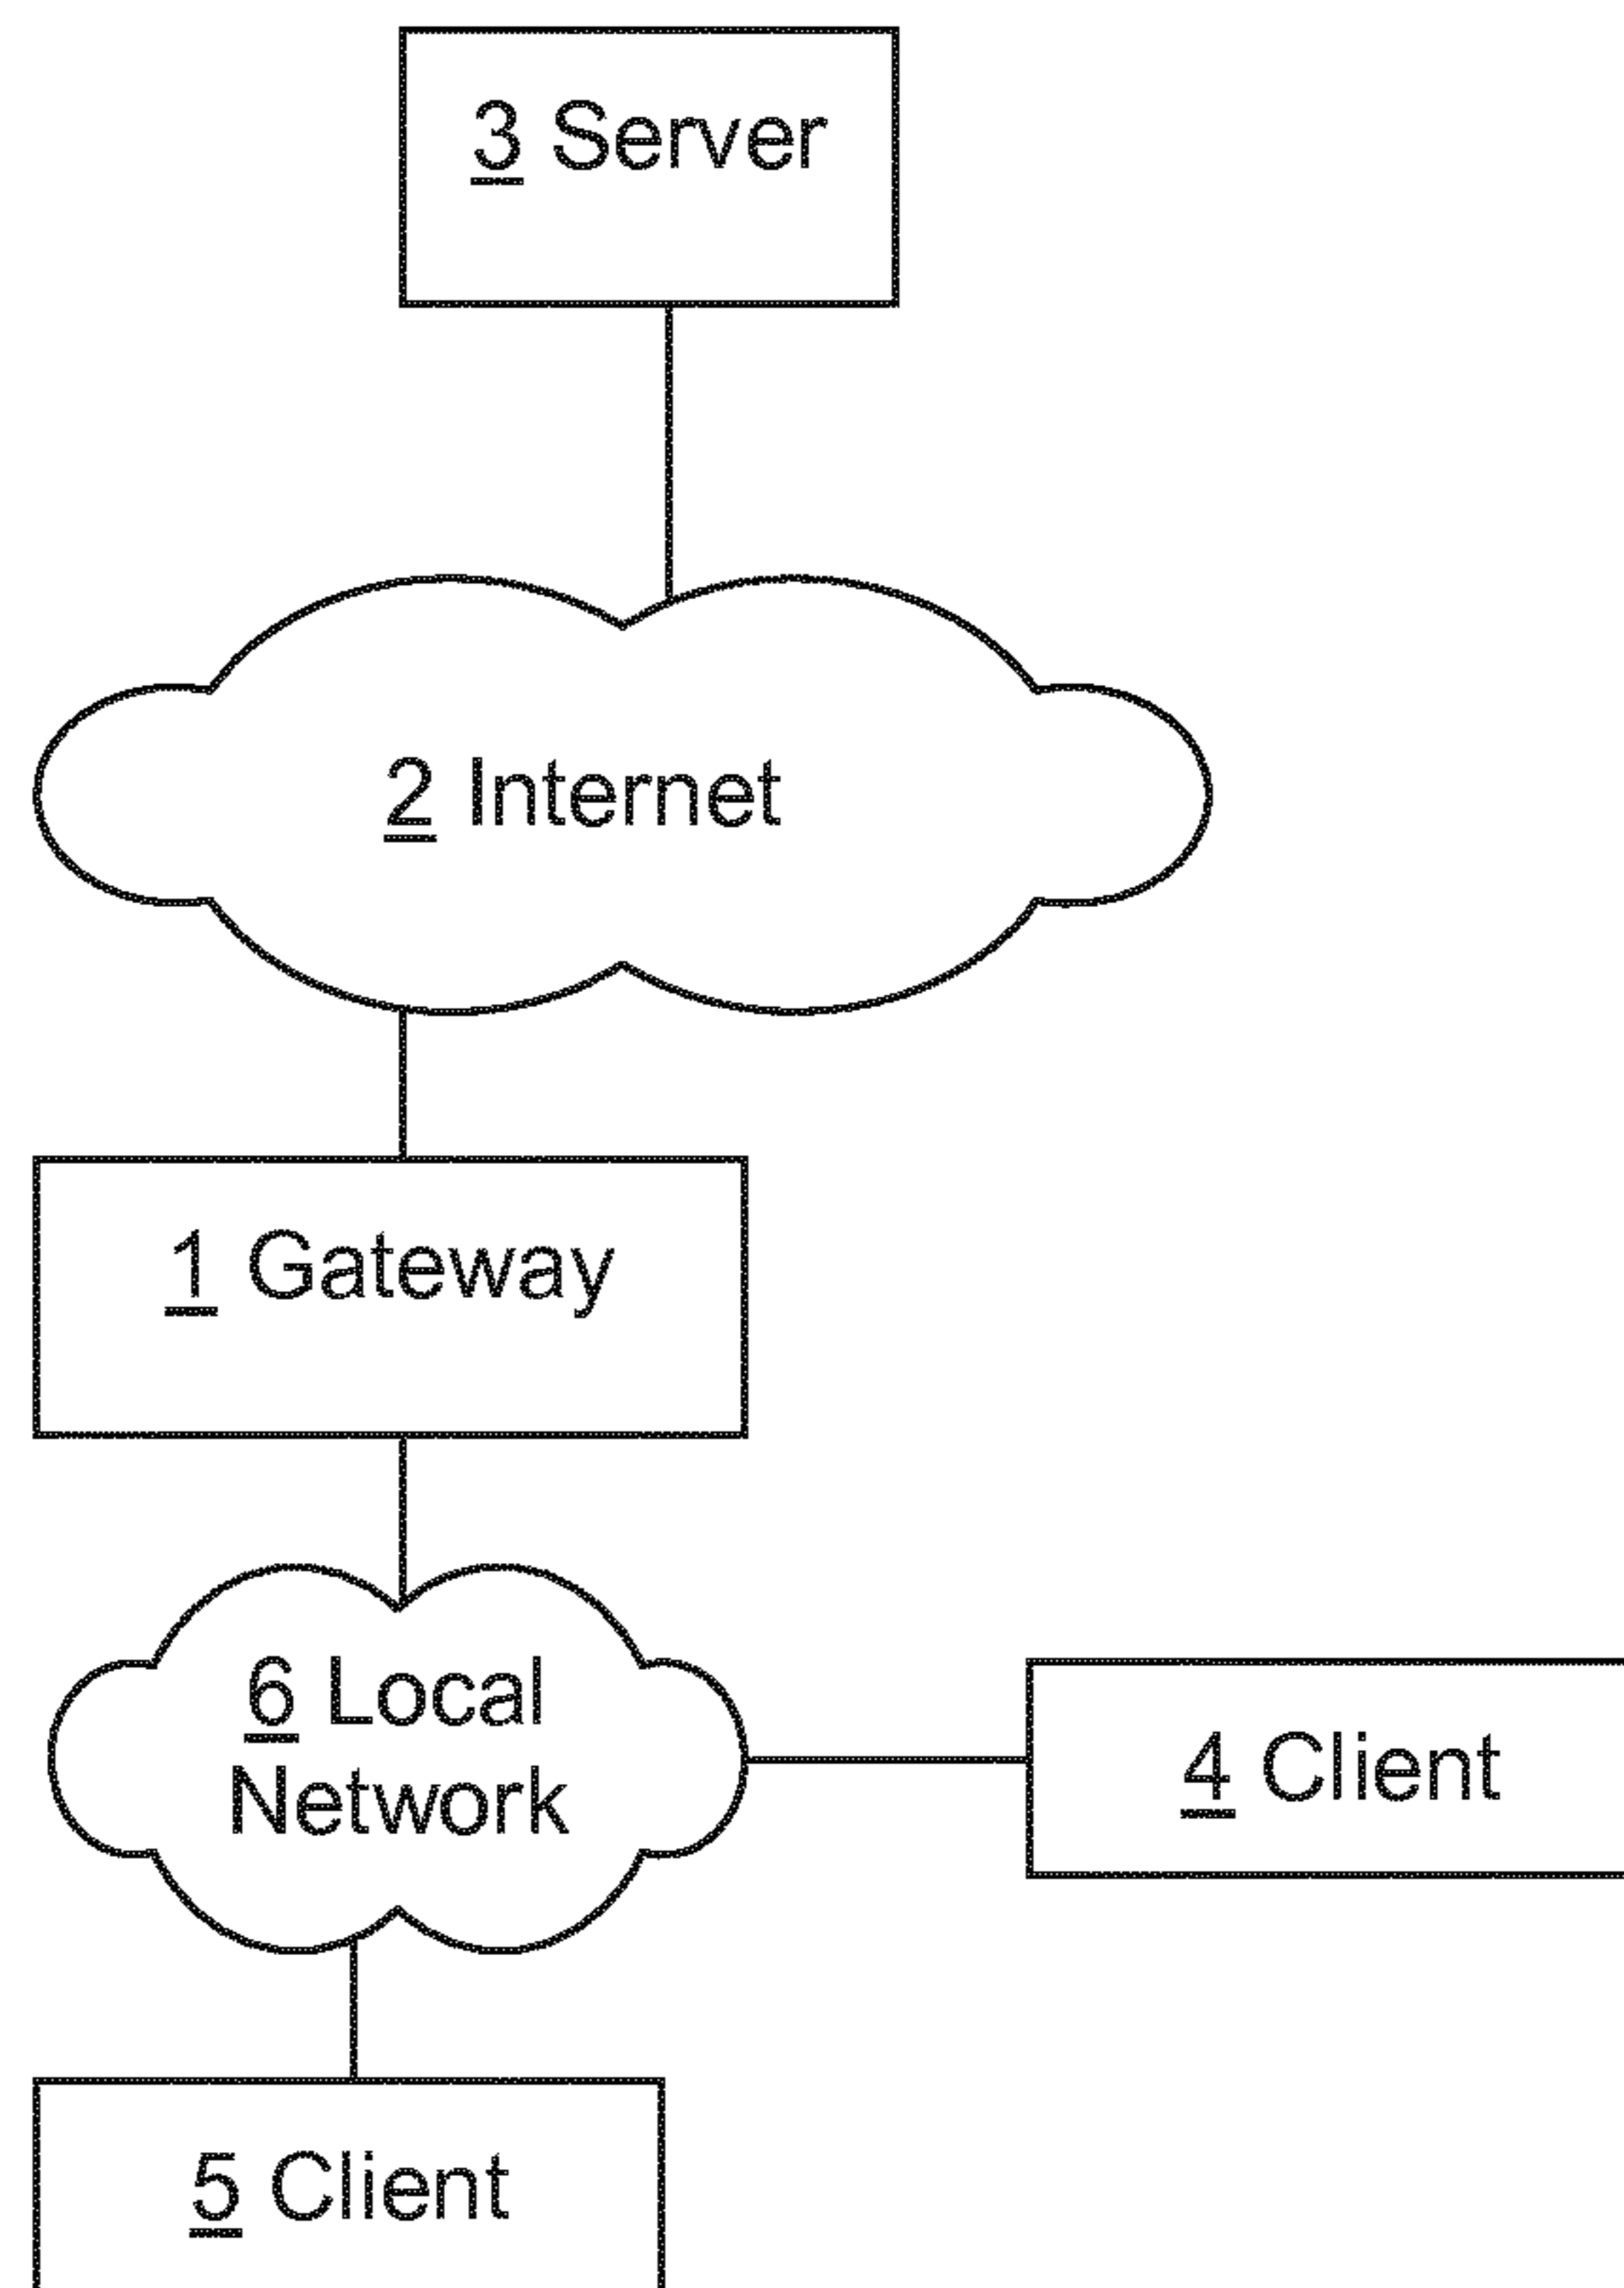 3 Server
2 Internet
1 Gateway
6 Local
Network
4 Client
5 Client